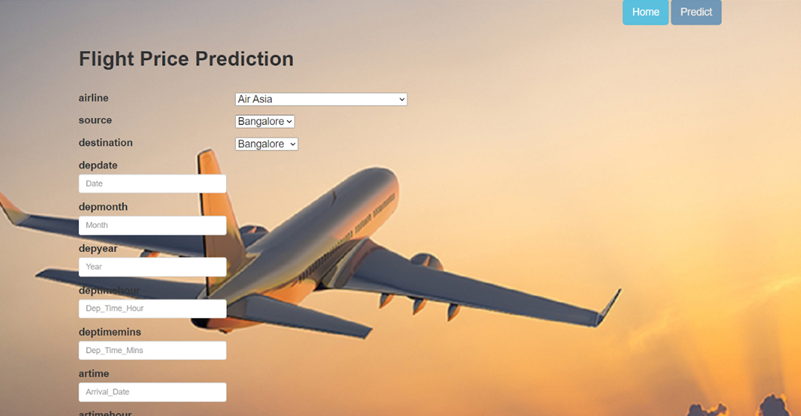 Home Predict
Flight Price Prediction
airline Air Asia
source Bangalore
destination Bangalore
depdate
Date
depmonth
Month
depyear
Year
deptimehour
Dep_Time_Hour
deptimemins
Dep_Time_Mins
artime
Arrival_Date
artimehour